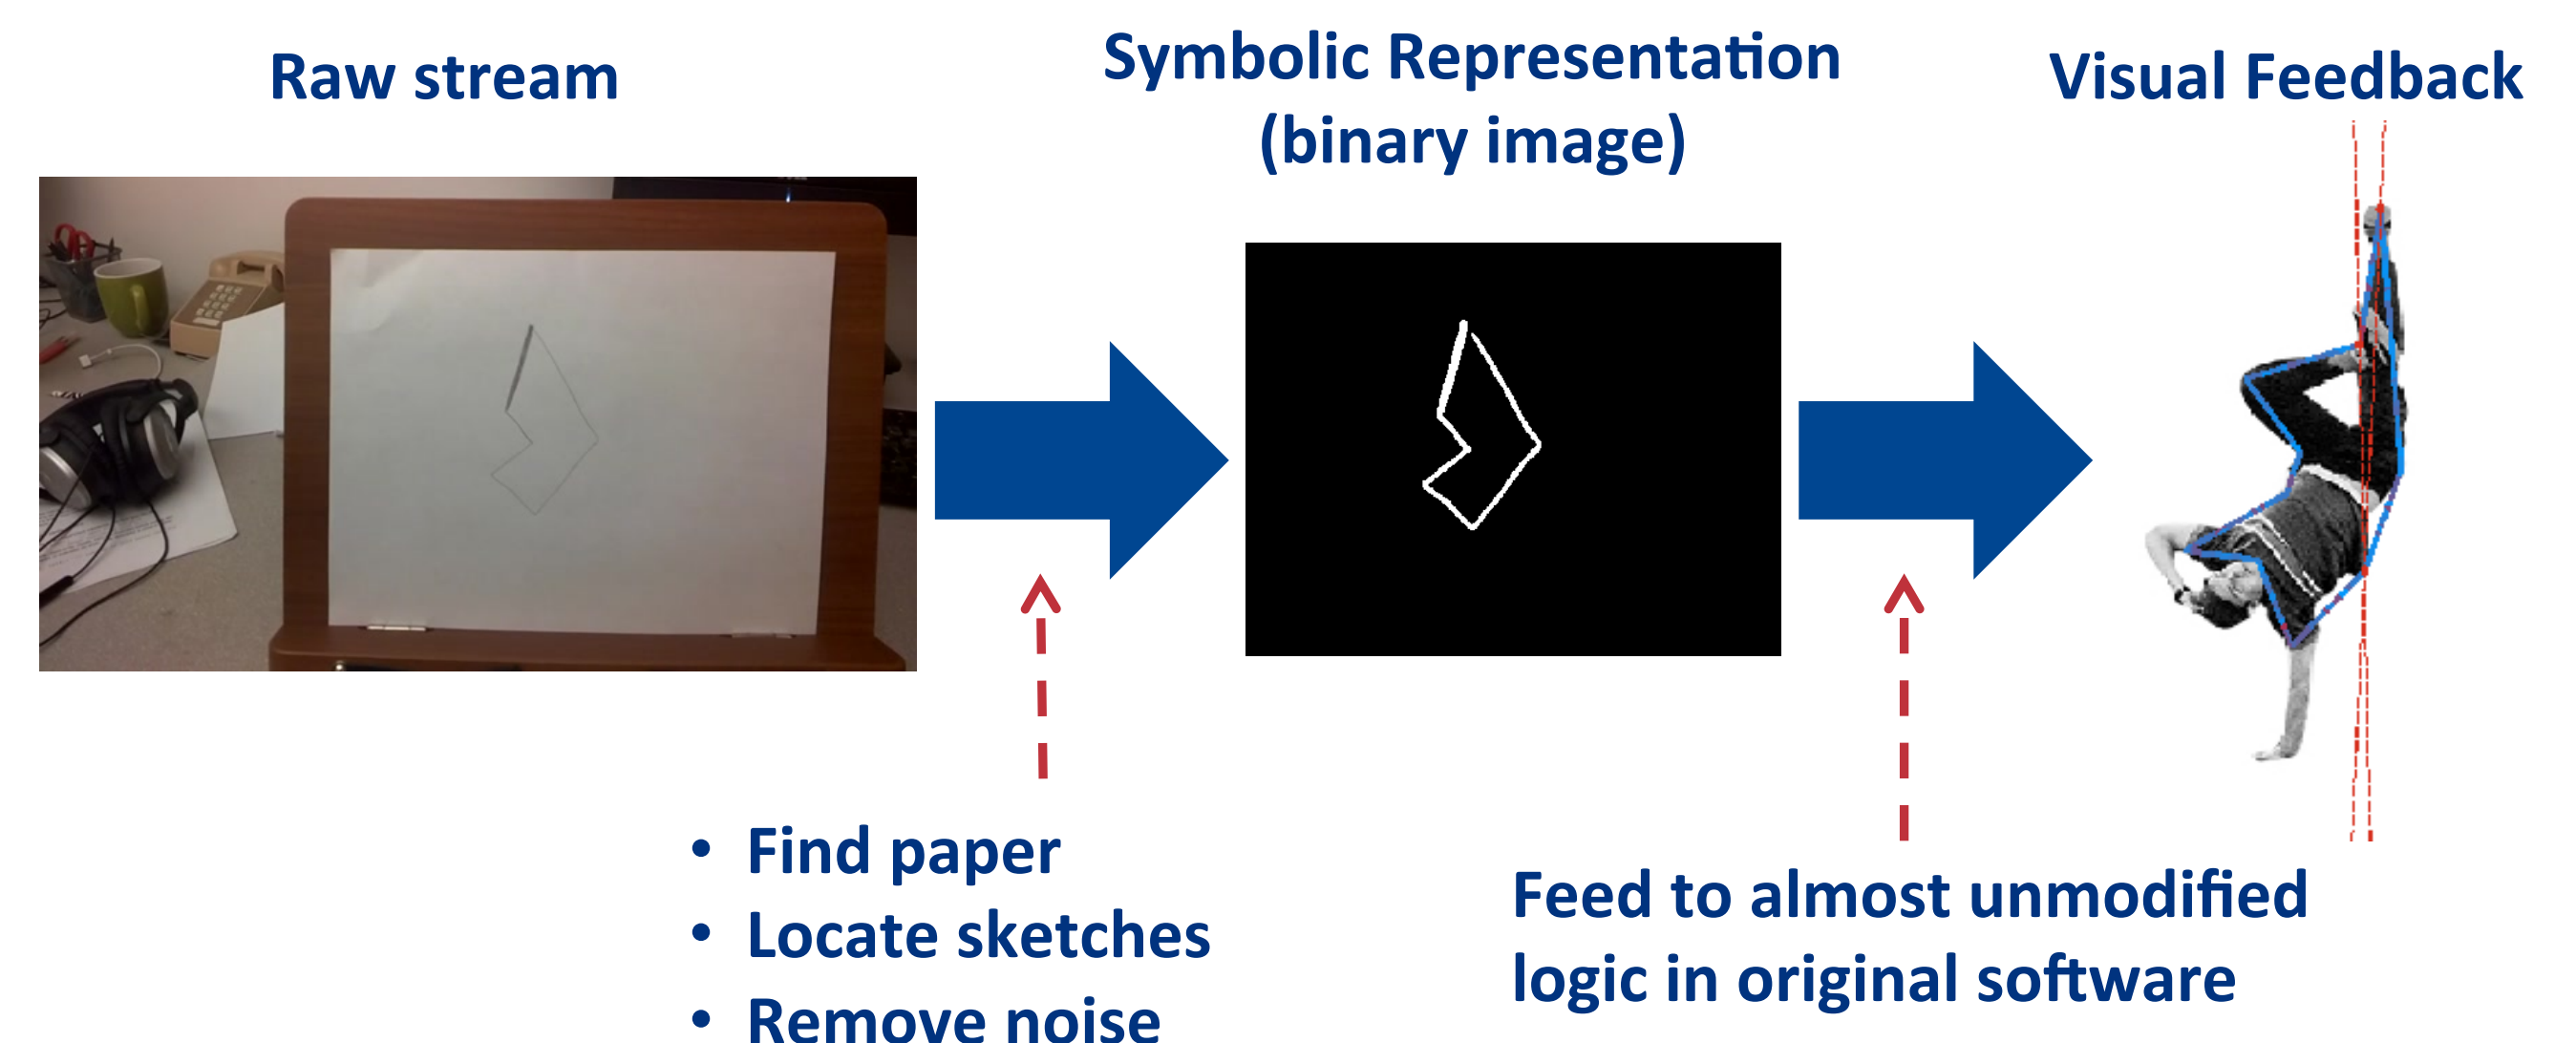 Raw stream
Symbolic Representation
(binary image)
Visual Feedback
• Find paper
• Locate sketches
• Remove noise
Feed to almost unmodified
logic in original software